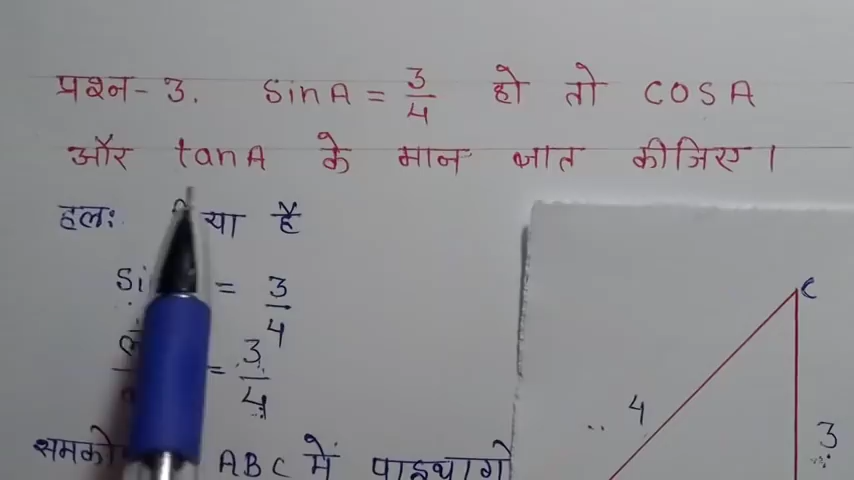 प्रश्न- 3. sinA = 3/4 हो तो COSA
और tanA के मान ज्ञात कीजिए।
हलः है
= 3/4
= 3/4
ABC में
C
4
3